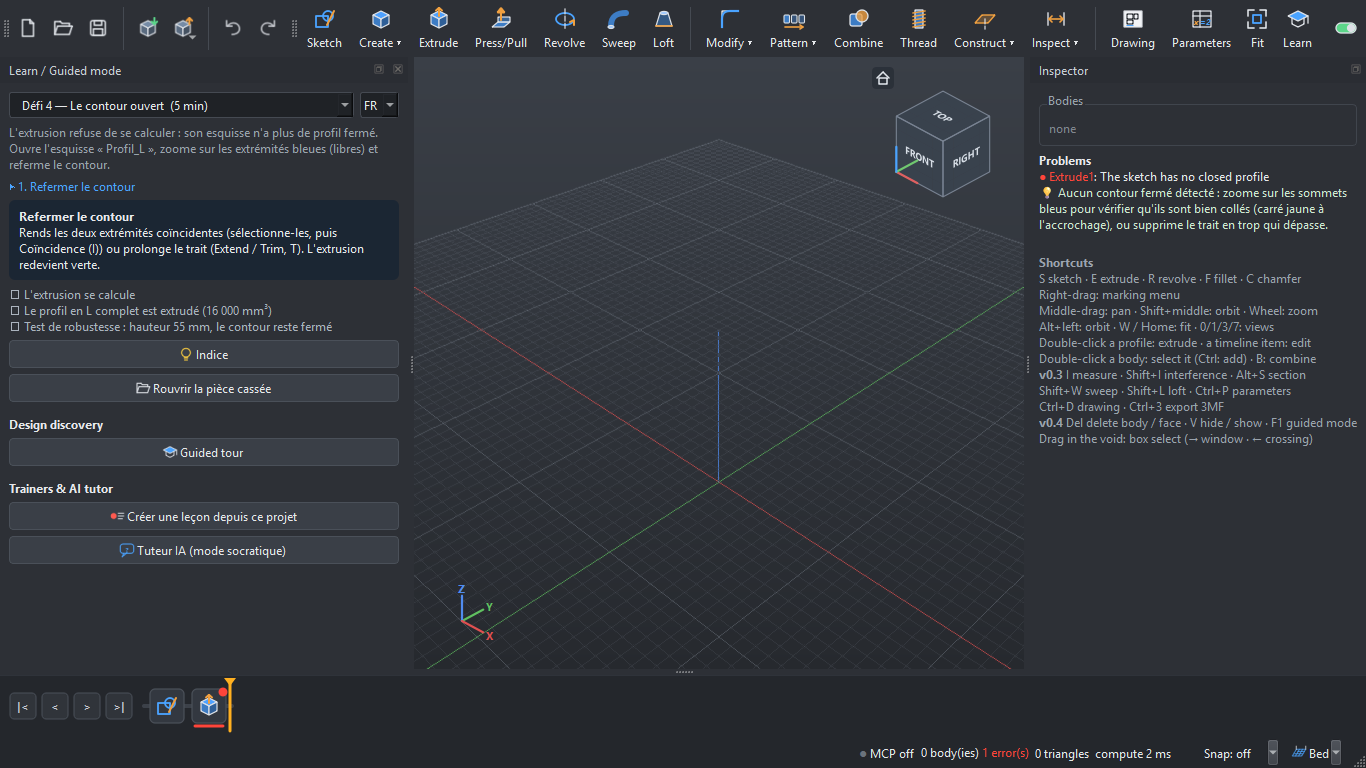 Sketch
Create
Extrude
Press/Pull
Revolve
Sweep
Loft
Modify
Pattern
Combine
Thread
Construct
Inspect
Drawing
Parameters
Fit
Learn
Learn / Guided mode
Défi 4 — Le contour ouvert (5 min)
FR
L'extrusion refuse de se calculer : son esquisse n'a plus de profil fermé.
Ouvre l'esquisse « Profil_L », zoome sur les extrémités bleues (libres) et
referme le contour.
1. Refermer le contour
Refermer le contour
Rends les deux extrémités coïncidentes (sélectionne-les, puis
Coïncidence (I)) ou prolonge le trait (Extend / Trim, T). L'extrusion
redevient verte.
L'extrusion se calcule
Le profil en L complet est extrudé (16 000 mm³)
Test de robustesse : hauteur 55 mm, le contour reste fermé
Indice
Rouvrir la pièce cassée
Design discovery
Guided tour
Trainers & AI tutor
Créer une leçon depuis ce projet
Tuteur IA (mode socratique)
TOP
FRONT
RIGHT
Z
Y
X
Inspector
Bodies
none
Problems
Extrude1: The sketch has no closed profile
Aucun contour fermé détecté : zoome sur les sommets
bleus pour vérifier qu'ils sont bien collés (carré jaune à
l'accrochage), ou supprime le trait en trop qui dépasse.
Shortcuts
S sketch · E extrude · R revolve · F fillet · C chamfer
Right-drag: marking menu
Middle-drag: pan · Shift+middle: orbit · Wheel: zoom
Alt+left: orbit · W / Home: fit · 0/1/3/7: views
Double-click a profile: extrude · a timeline item: edit
Double-click a body: select it (Ctrl: add) · B: combine
v0.3 I measure · Shift+I interference · Alt+S section
Shift+W sweep · Shift+L loft · Ctrl+P parameters
Ctrl+D drawing · Ctrl+3 export 3MF
v0.4 Del delete body / face · V hide / show · F1 guided mode
Drag in the void: box select (→ window · ← crossing)
|<
<
>
>|
MCP off 0 body(ies) 1 error(s) 0 triangles compute 2 ms
Snap: off
Bed